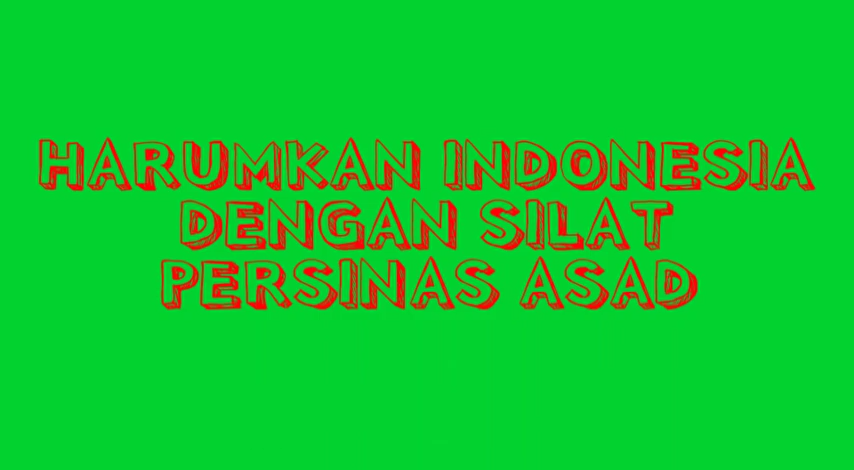 HARUMKAN INDONESIA
DENGAN SILAT
PERSINAS ASAD